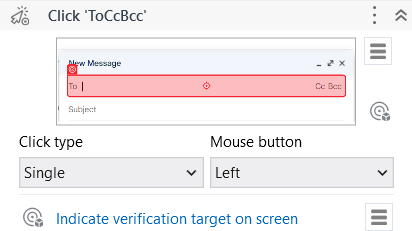 Click 'ToCcBcc'
New Message
To Cc Bcc
Subject
Click type Mouse button
Single Left
Indicate verification target on screen